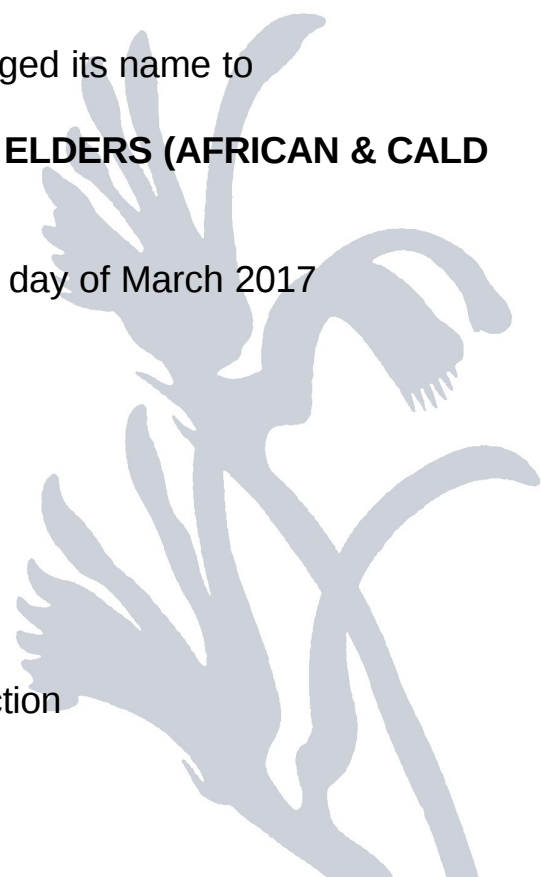 ged its name to
ELDERS (AFRICAN & CALD
day of March 2017
ction